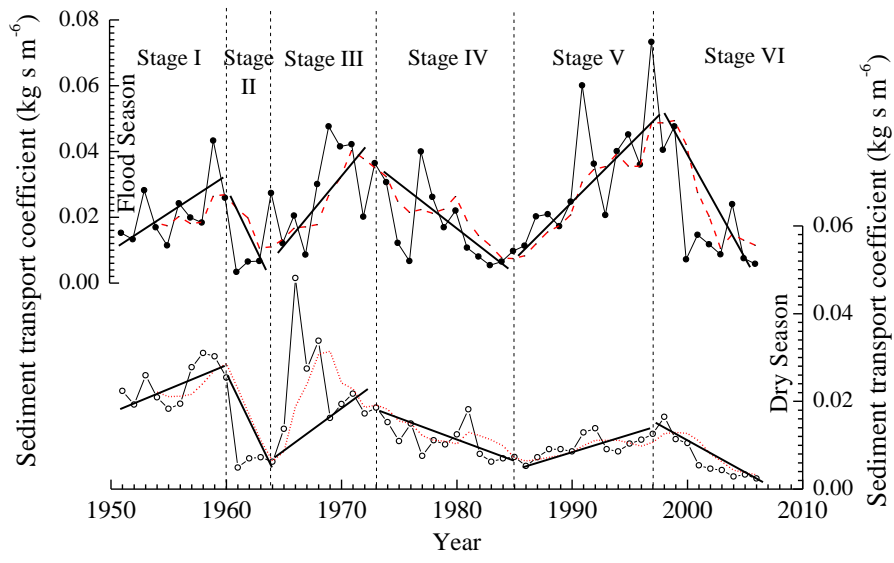 0.08
0.06
0.04
0.02
0.00
Sediment transport coefficient (kg s m-6)
Flood Season
Stage I
Stage
II
Stage III
Stage IV
Stage V
Stage VI
0.06
0.04
0.02
0.00
Dry Season
Sediment transport coefficient (kg s m-6)
1950 1960 1970 1980 1990 2000 2010
Year